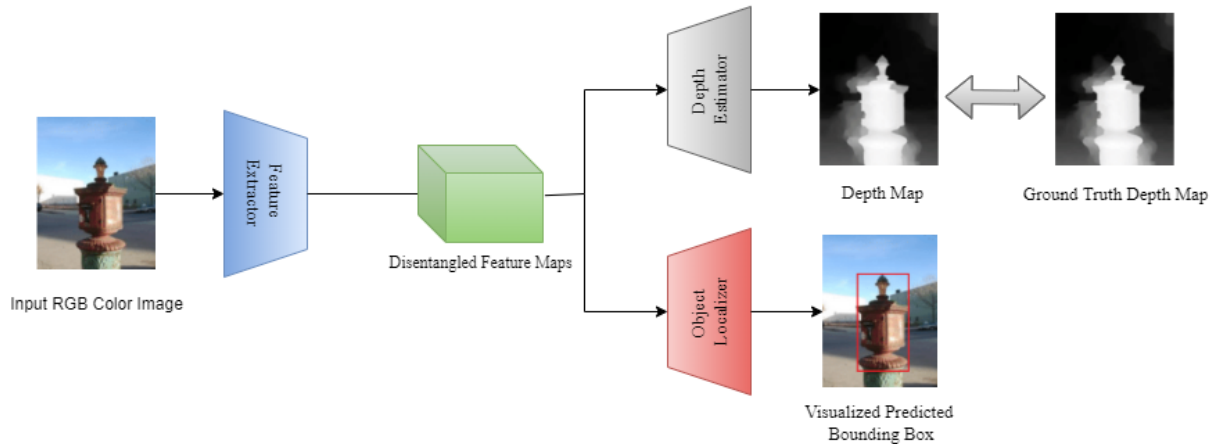 Feature
Extractor
Depth
Estimator
Depth Map
Ground Truth Depth Map
Disentangled Feature Maps
Input RGB Color Image
Object
Localizer
Visualized Predicted
Bounding Box